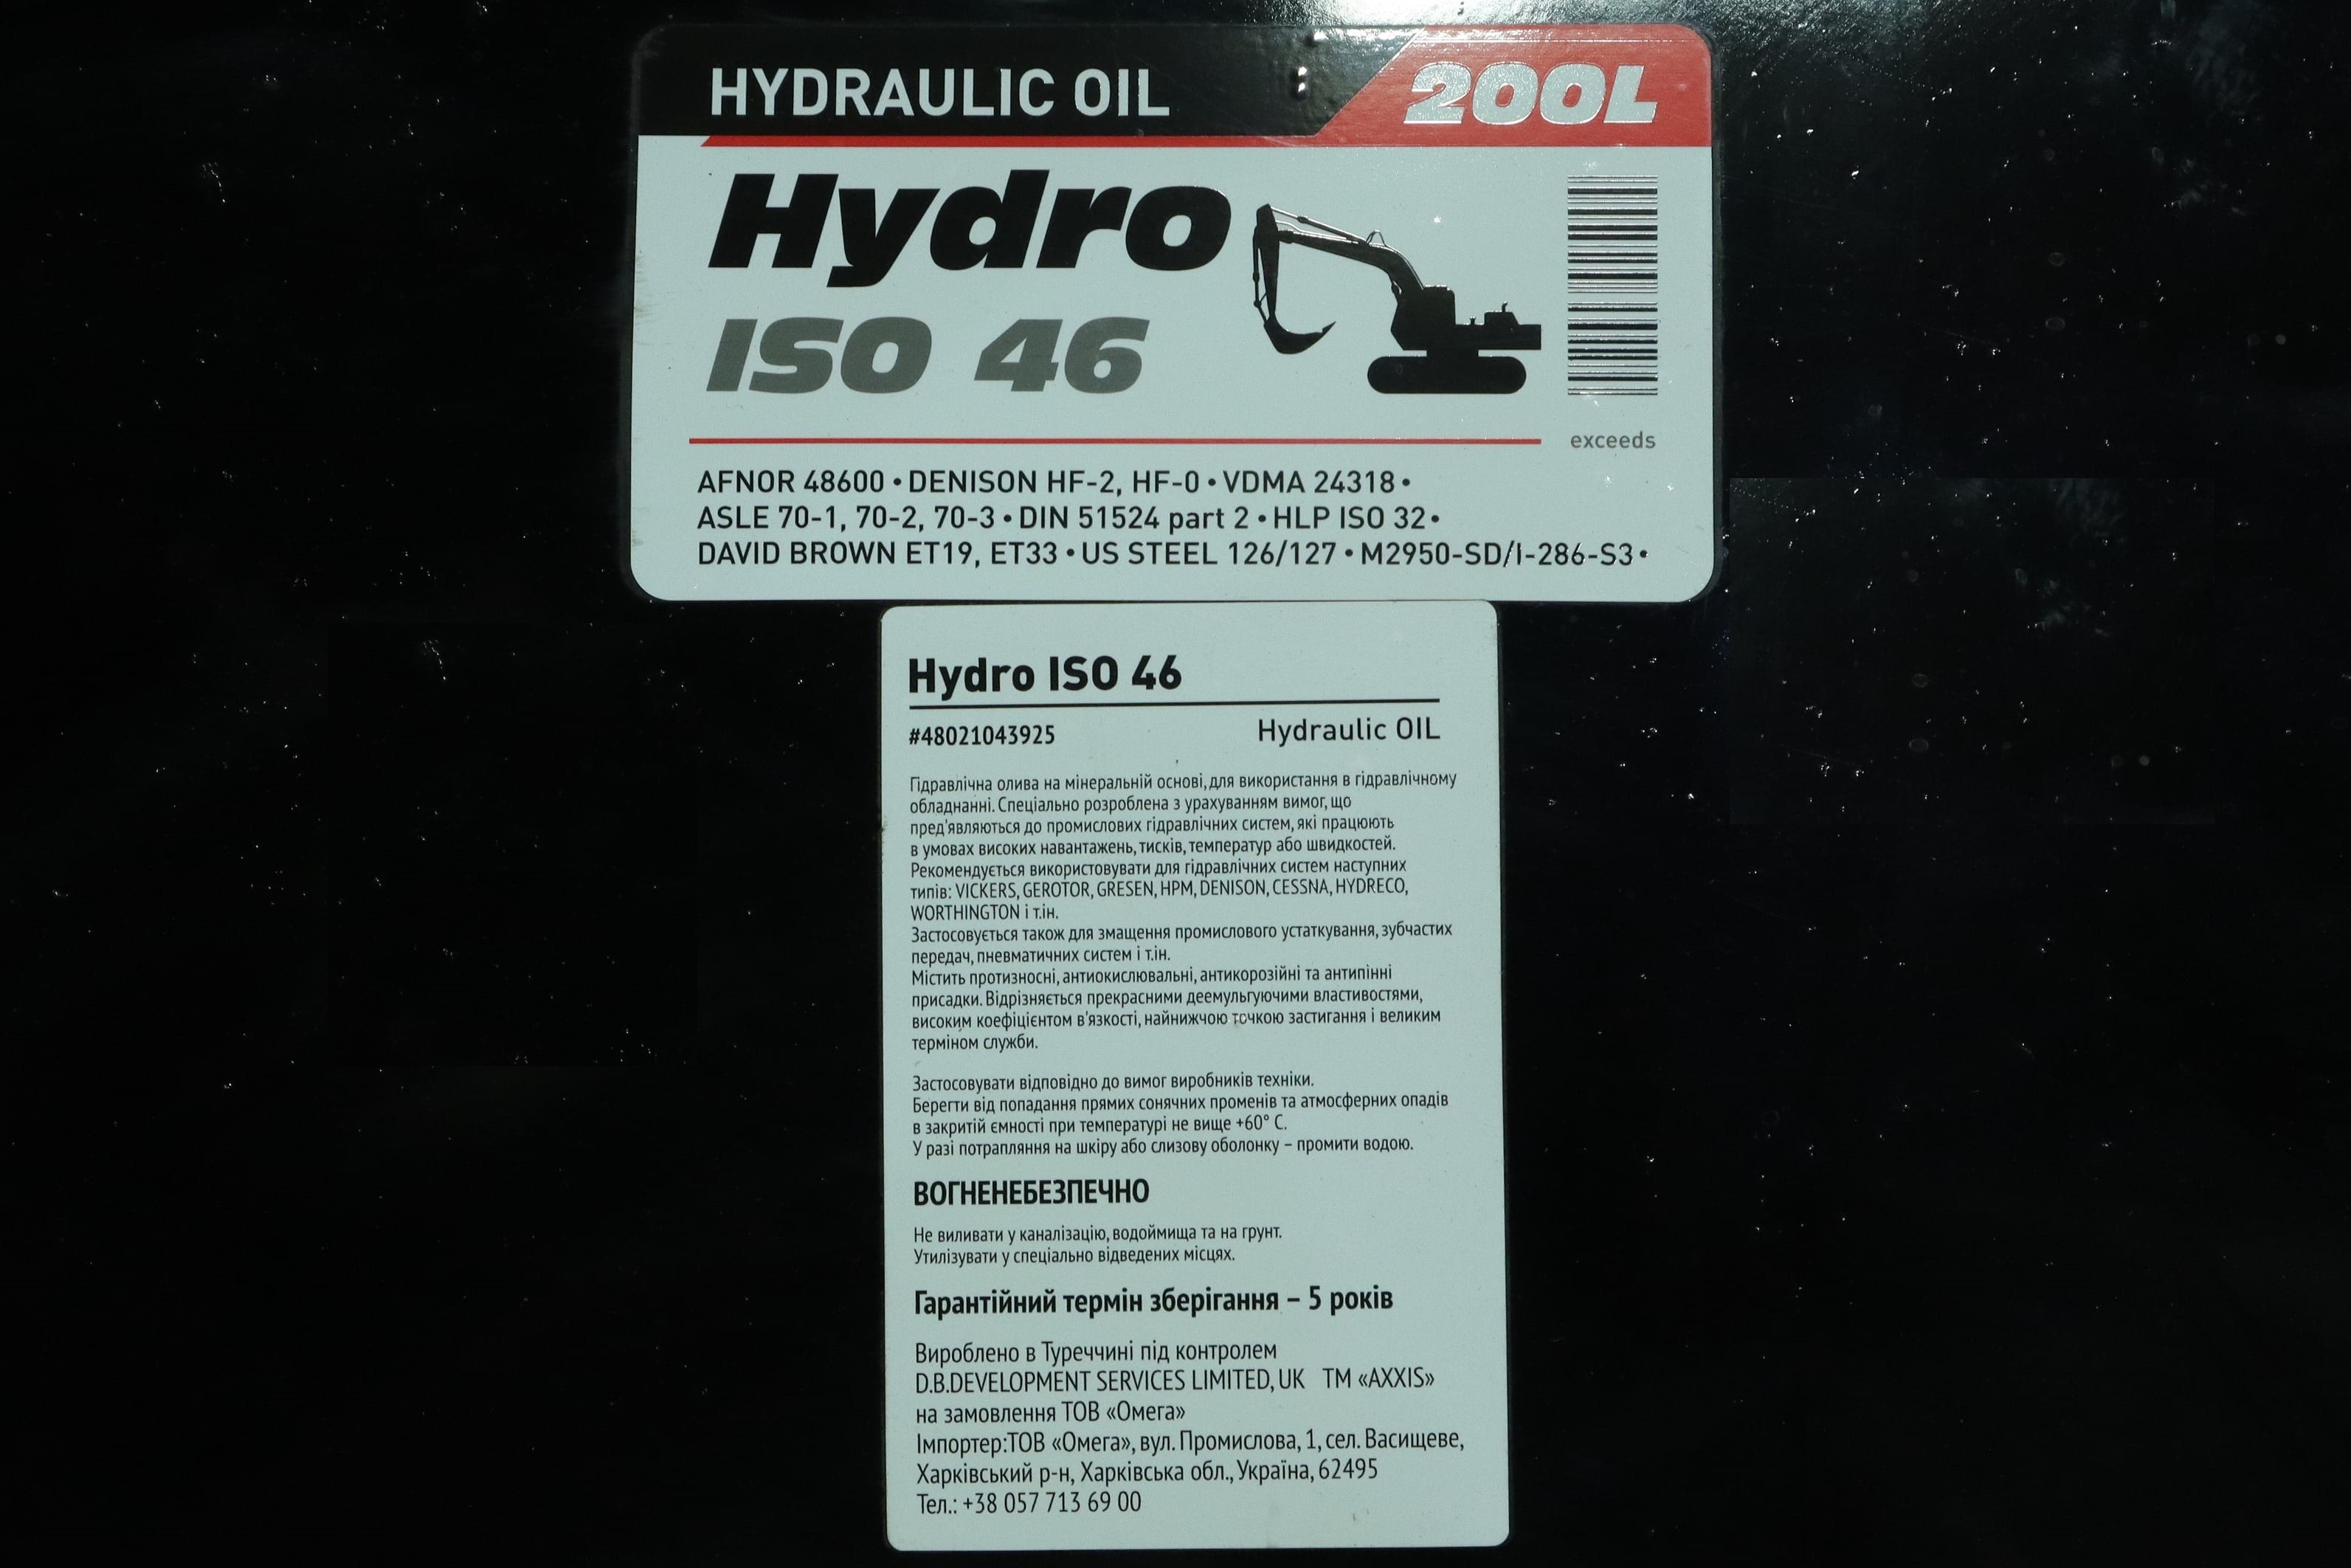 HYDRAULIC OIL 200L
Hydro
ISO 46
exceeds
AFNOR 48600 • DENISON HF-2, HF-0 • VDMA 24318 •
ASLE 70-1, 70-2, 70-3 • DIN 51524 part 2 • HLP ISO 32 •
DAVID BROWN ET19, ET33 • US STEEL 126/127 • M2950-SD/I-286-S3 •
Hydro ISO 46
#48021043925 Hydraulic OIL
Гідравлічна олива на мінеральній основі, для використання в гідравлічному
обладнанні. Спеціально розроблена з урахуванням вимог, що
пред'являються до промислових гідравлічних систем, які працюють
в умовах високих навантажень, тисків, температур або швидкостей.
Рекомендується використовувати для гідравлічних систем наступних
типів: VICKERS, GEROTOR, GRESEN, HPM, DENISON, CESSNA, HYDRECO,
WORTHINGTON і т.ін.
Застосовується також для змащення промислового устаткування, зубчастих
передач, пневматичних систем і т.ін.
Містить протизносні, антиокислювальні, антикорозійні та антипінні
присадки. Відрізняється прекрасними деемульгуючими властивостями,
високим коефіцієнтом в'язкості, найнижчою точкою застигання і великим
терміном служби.
Застосовувати відповідно до вимог виробників техніки.
Берегти від попадання прямих сонячних променів та атмосферних опадів
в закритій ємності при температурі не вище +60° С.
У разі потрапляння на шкіру або слизову оболонку – промити водою.
ВОГНЕНЕБЕЗПЕЧНО
Не виливати у каналізацію, водоймища та на грунт.
Утилізувати у спеціально відведених місцях.
Гарантійний термін зберігання – 5 років
Вироблено в Туреччині під контролем
D.B.DEVELOPMENT SERVICES LIMITED, UK ТМ «AXXIS»
на замовлення ТОВ «Омега»
Імпортер:ТОВ «Омега», вул. Промислова, 1, сел. Васищеве,
Харківський р-н, Харківська обл., Україна, 62495
Тел.: +38 057 713 69 00